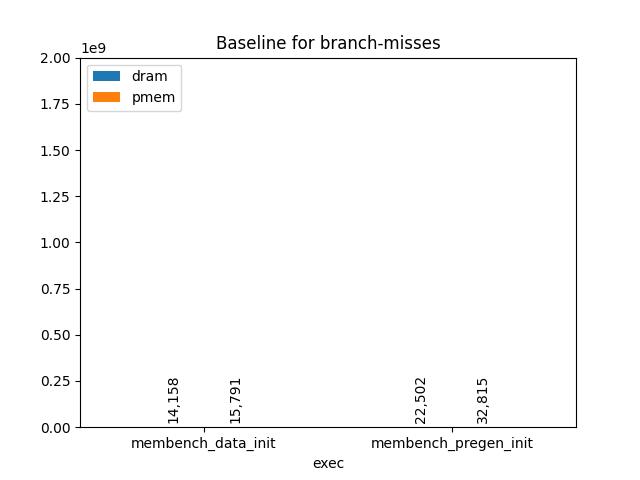 Baseline for branch-misses
1e9
2.00
1.75
1.50
1.25
1.00
0.75
0.50
0.25
0.00
dram
pmem
14,158
15,791
22,502
32,815
membench_data_init
membench_pregen_init
exec